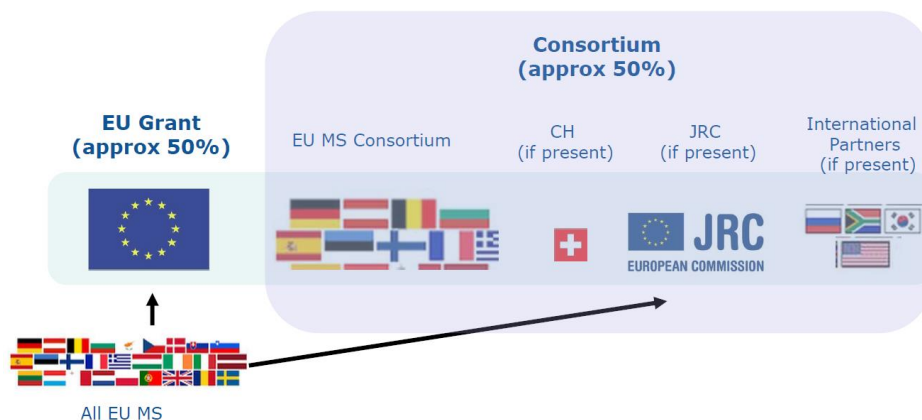 Consortium
(approx 50%)
EU Grant
(approx 50%)
EU MS Consortium
CH
(if present)
JRC
(if present)
International
Partners
(if present)
JRC
EUROPEAN COMMISSION
All EU MS